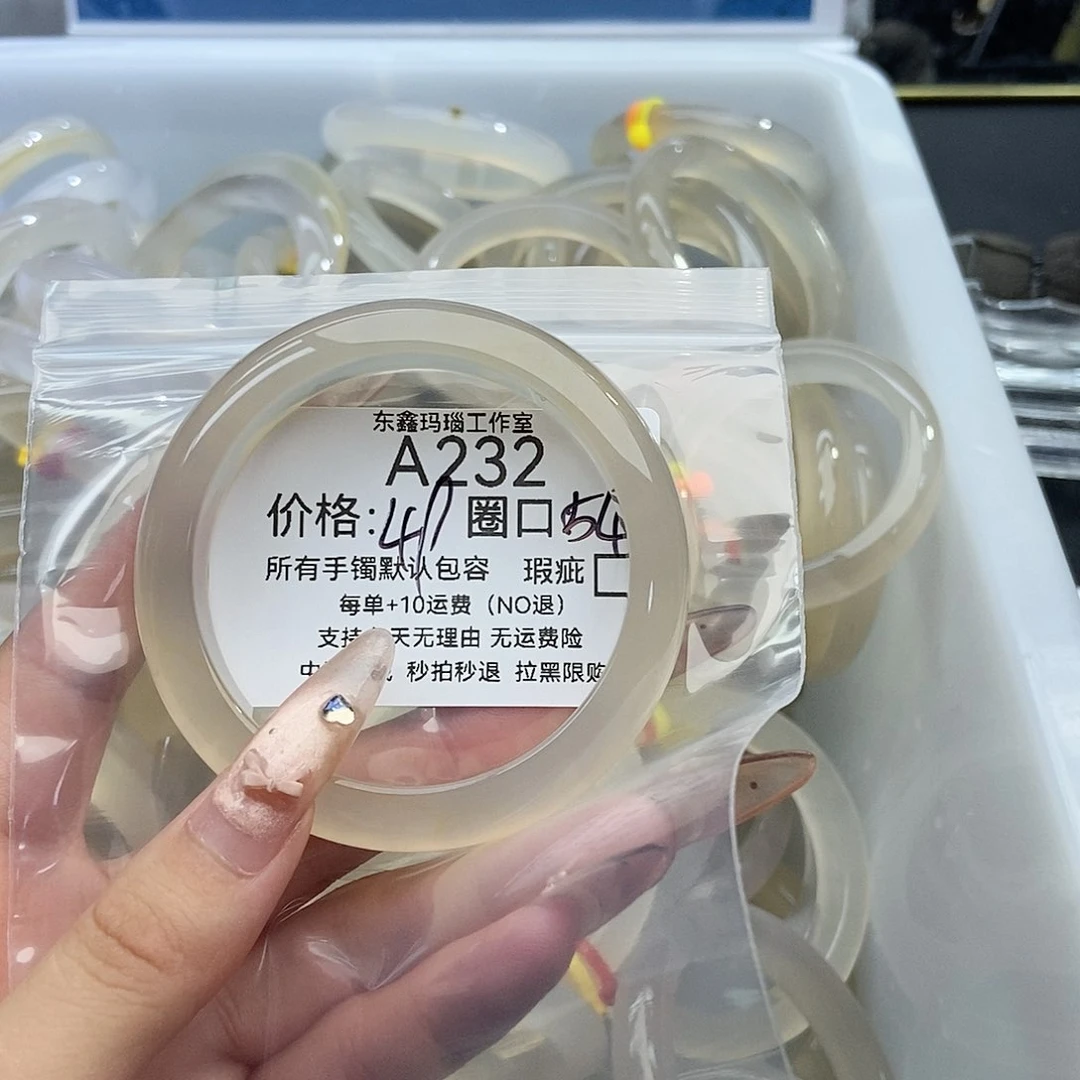 东鑫玛瑙工作室
A232
价格:41 圈口54
所有手镯默认包容 瑕疵
每单+10运费（NO退）
支持 天无理由 无运费险
中 秒拍秒退 拉黑限购